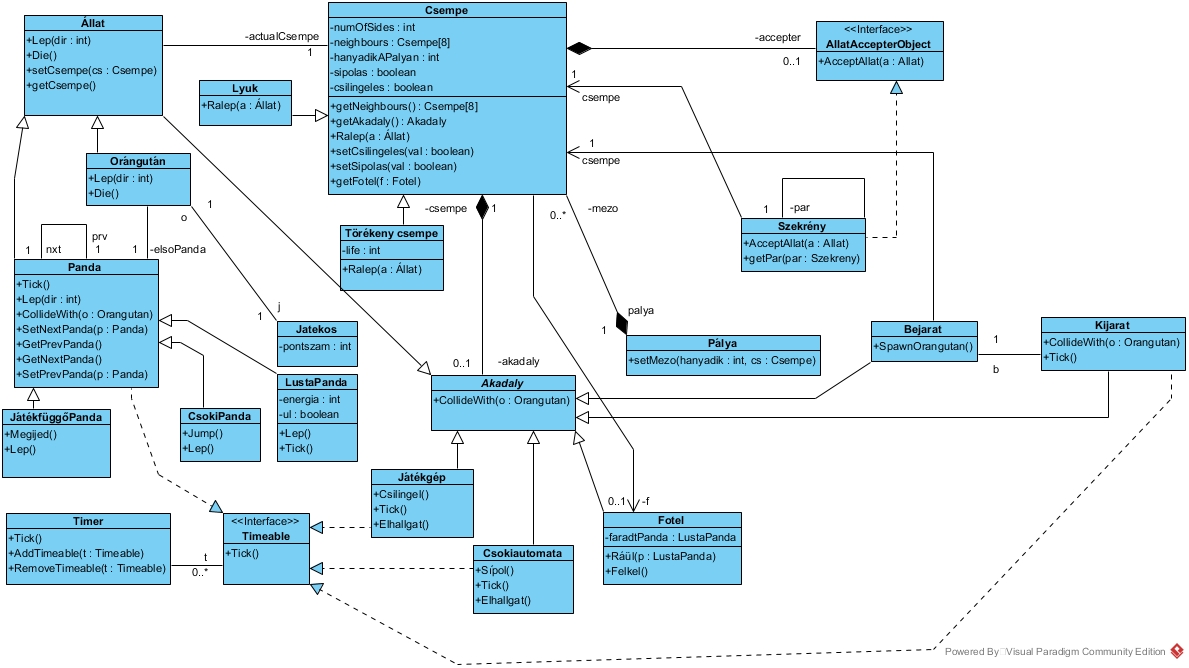 Állat
+Lep(dir : int)
+Die()
+setCsempe(cs : Csempe)
+getCsempe()
-actualCsempe
1
Csempe
-numOfSides : int
-neighbours : Csempe[8]
-hanyadikAPalyan : int
-sipolas : boolean
-csilingeles : boolean
+getNeighbours() : Csempe[8]
+getAkadaly() : Akadaly
+Ralep(a : Állat)
+setCsilingeles(val : boolean)
+setSipolas(val : boolean)
+getFotel(f : Fotel)
-accepter
0..1
<<Interface>>
AllatAccepterObject
+AcceptAllat(a : Állat)
Lyuk
+Ralep(a : Állat)
1
csempe
1
csempe
Orángután
+Lep(dir : int)
+Die()
1
o
Törékeny csempe
-life : int
+Ralep(a : Állat)
-csempe
1
0..*
-mezo
1
-par
Szekrény
+AcceptAllat(a : Állat)
+getPar(par : Szekreny)
1
nxt
prv
1
1
-elsoPanda
Panda
+Tick()
+Lep(dir : int)
+CollideWith(o : Orangutan)
+SetNextPanda(p : Panda)
+GetPrevPanda()
+GetNextPanda()
+SetPrevPanda(p : Panda)
j
1
Jatekos
-pontszam : int
palya
1
Pálya
+setMezo(hanyadik : int, cs : Csempe)
Bejarat
+SpawnOrangutan()
1
b
Kijarat
+CollideWith(o : Orangutan)
+Tick()
0..1
-akadaly
Akadaly
+CollideWith(o : Orangutan)
LustaPanda
-energia : int
-ul : boolean
+Lep()
+Tick()
JátékfüggőPanda
+Megijed()
+Lep()
CsokiPanda
+Jump()
+Lep()
Játékgép
+Csilingel()
+Tick()
+Elhallgat()
0..1
-f
Fotel
-faradtPanda : LustaPanda
+Ráül(p : LustaPanda)
+Felkel()
Timer
+Tick()
+AddTimeable(t : Timeable)
+RemoveTimeable(t : Timeable)
t
0..*
<<Interface>>
Timeable
+Tick()
Csokiautomata
+Sípol()
+Tick()
+Elhallgat()
Powered By Visual Paradigm Community Edition